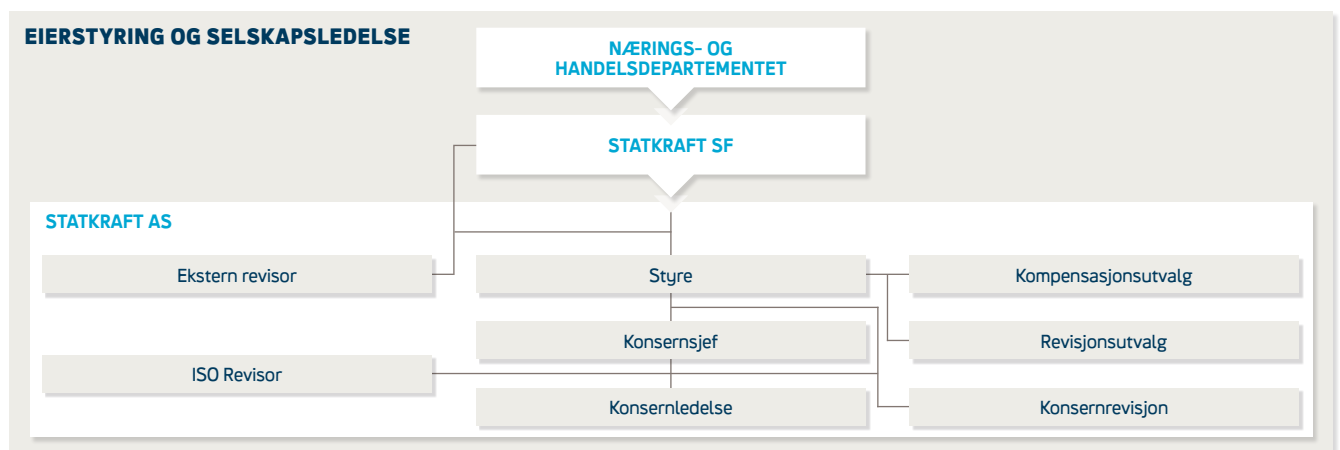 EIERSTYRING OG SELSKAPSLEDELSE
NÆRINGS- OG
HANDELSDEPARTEMENTET
STATKRAFT SF
STATKRAFT AS
Ekstern revisor
Styre
Kompensasjonsutvalg
Konsernsjef
Revisjonsutvalg
ISO Revisor
Konsernledelse
Konsernrevisjon